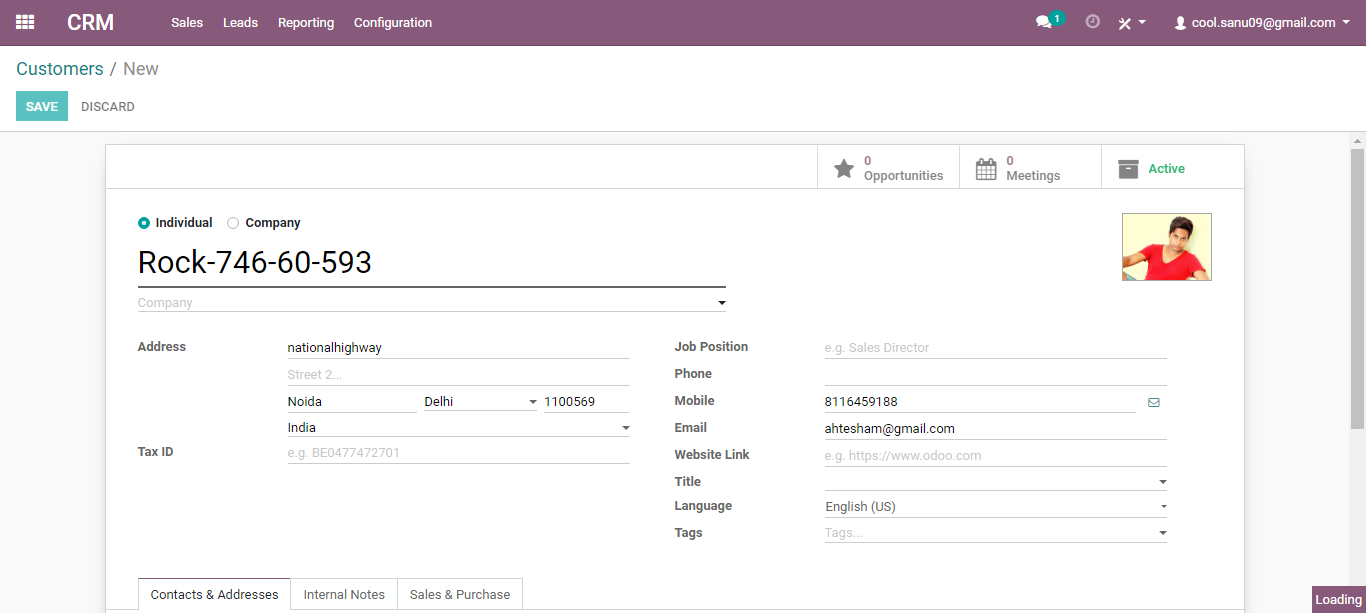 CRM Sales Leads Reporting Configuration 1 cool.sanu09@gmail.com
Customers / New
SAVE DISCARD
0 Opportunities 0 Meetings Active
Individual Company
Rock-746-60-593
Company
Address nationalhighway Job Position e.g. Sales Director
Street 2... Phone
Noida Delhi 1100569 Mobile 8116459188
India Email ahtesham@gmail.com
Tax ID e.g. BE0477472701 Website Link e.g. https://www.odoo.com
Title
Language English (US)
Tags Tags...
Contacts & Addresses Internal Notes Sales & Purchase
Loading